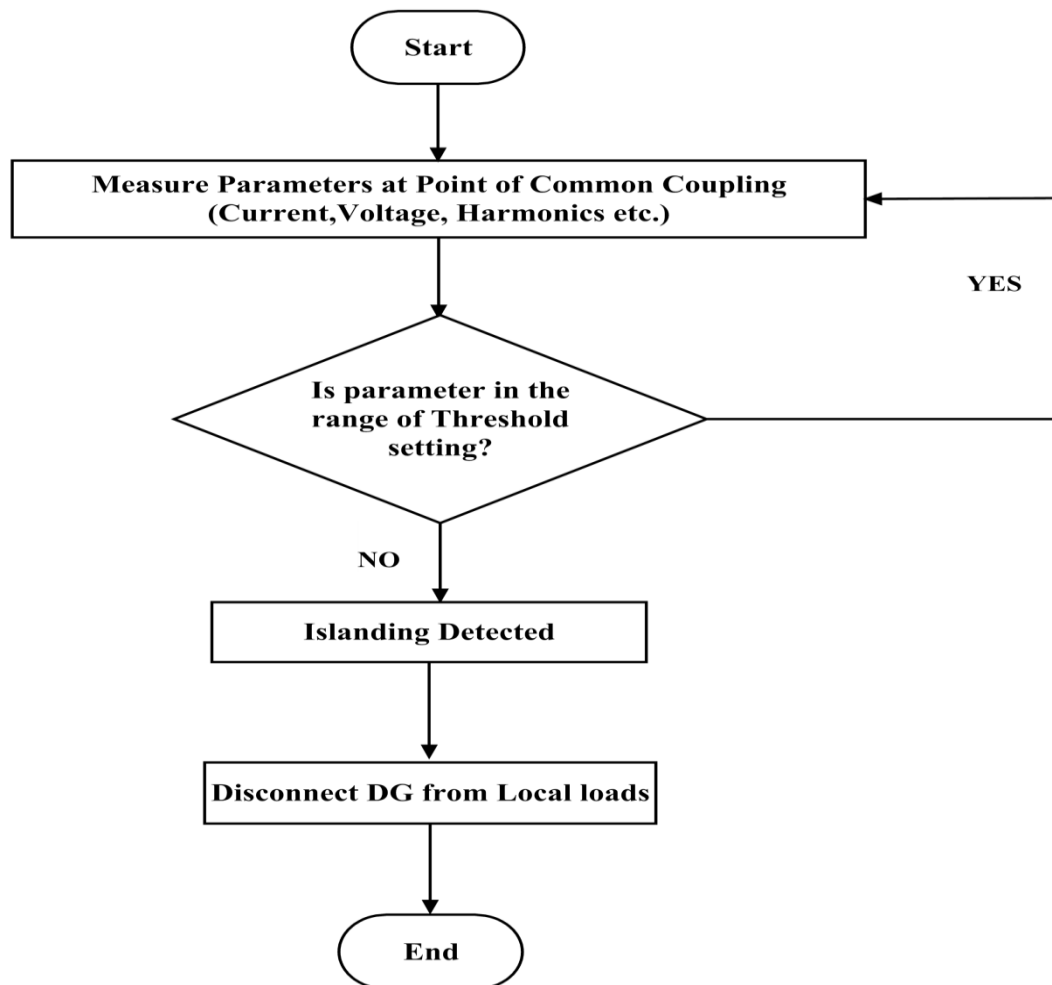 Start
Measure Parameters at Point of Common Coupling
(Current,Voltage, Harmonics etc.)
YES
Is parameter in the
range of Threshold
setting?
NO
Islanding Detected
Disconnect DG from Local loads
End